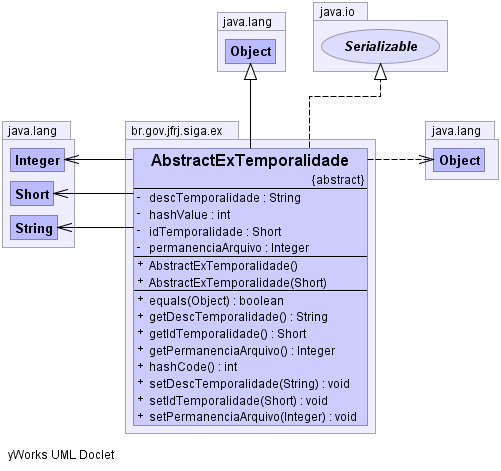 java.lang
Object
java.io
Serializable
java.lang
Integer
Short
String
br.gov.jfrj.siga.ex
AbstractExTemporalidade
{abstract}
- descTemporalidade : String
- hashValue : int
- idTemporalidade : Short
- permanenciaArquivo : Integer
+ AbstractExTemporalidade()
+ AbstractExTemporalidade(Short)
+ equals(Object) : boolean
+ getDescTemporalidade() : String
+ getIdTemporalidade() : Short
+ getPermanenciaArquivo() : Integer
+ hashCode() : int
+ setDescTemporalidade(String) : void
+ setIdTemporalidade(Short) : void
+ setPermanenciaArquivo(Integer) : void
java.lang
Object
yWorks UML Doclet